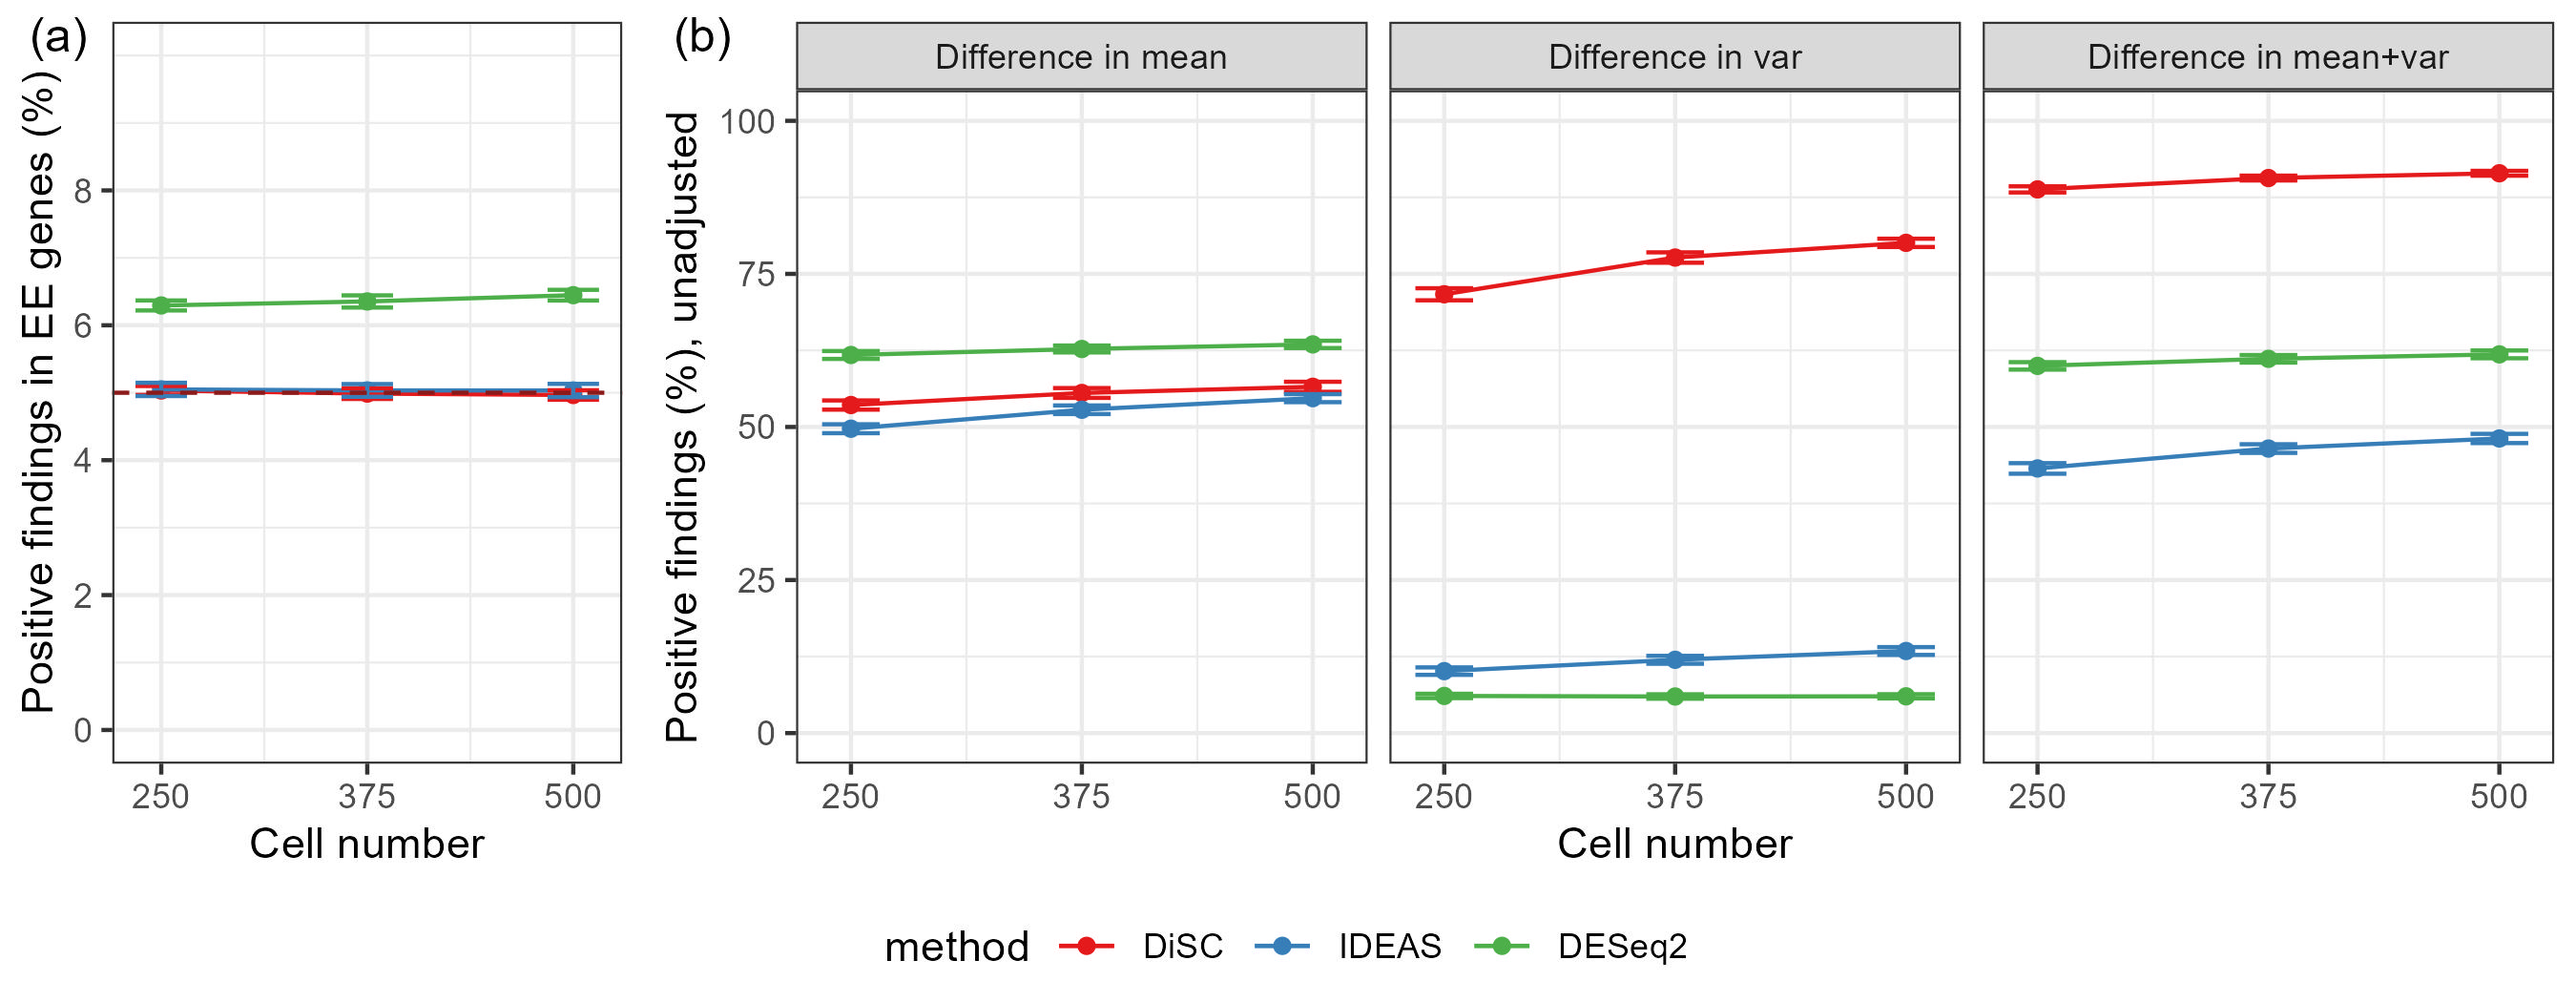 (a)
Positive findings in EE genes (%)
8
6
4
2
0
250 375 500
Cell number
(b)
Positive findings (%), unadjusted
Difference in mean
Difference in var
Difference in mean+var
100
75
50
25
0
250 375 500
250 375 500
250 375 500
Cell number
method DiSC IDEAS DESeq2